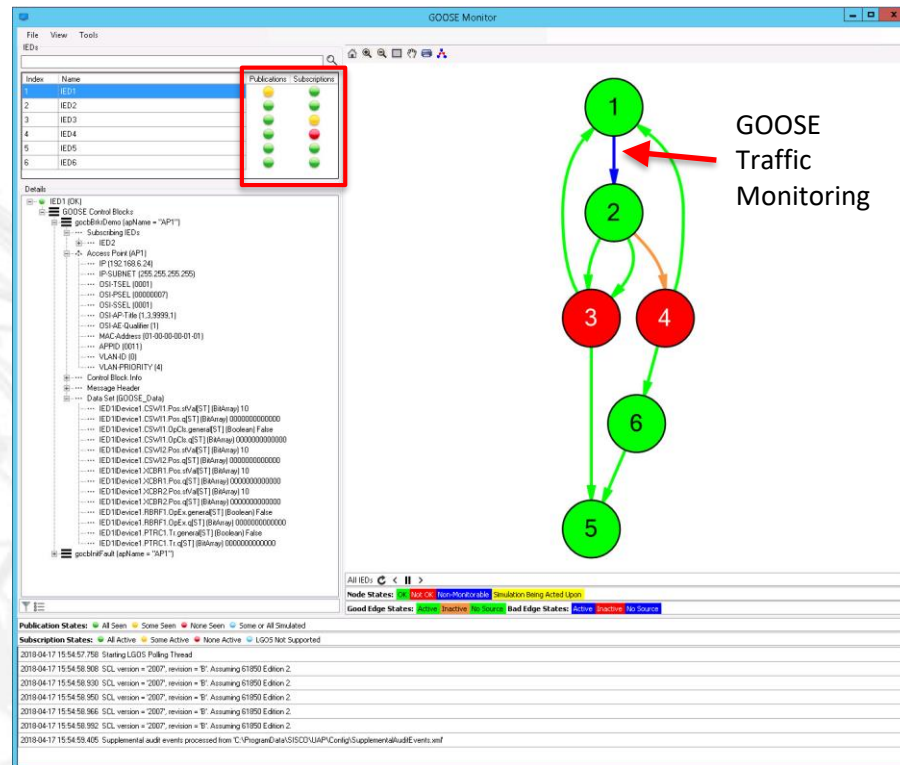 GOOSE Monitor
File View Tools
IEDs
Index Name Publications Subscriptions
1 IED1
2 IED2
3 IED3
4 IED4
5 IED5
6 IED6
Details
IED1 (OK)
GOOSE Control Blocks
gocbBrksDemo (apName = "AP1")
Subscribing IEDs
IED2
Access Point (AP1)
IP (192.168.6.24)
IP-SUBNET (255.255.255.255)
OSI-TSEL (0001)
OSI-PSEL (00000007)
OSI-SSEL (0001)
OSI-AP-Title (1,3,9999,1)
OSI-AE-Qualifier (1)
MAC-Address (01-00-00-00-01-01)
APPID (0011)
VLAN-ID (0)
VLAN-PRIORITY (4)
Control Block Info
Message Header
Data Set (GOOSE_Data)
IED1IDevice1.CSWI1.Pos.stVal[ST] (BitArray) 10
IED1IDevice1.CSWI1.Pos.q[ST] (BitArray) 0000000000000
IED1IDevice1.CSWI1.OpCls.general[ST] (Boolean) False
IED1IDevice1.CSWI1.OpCls.q[ST] (BitArray) 0000000000000
IED1IDevice1.CSWI2.Pos.stVal[ST] (BitArray) 10
IED1IDevice1.CSWI2.Pos.q[ST] (BitArray) 0000000000000
IED1IDevice1.XCBR1.Pos.stVal[ST] (BitArray) 10
IED1IDevice1.XCBR1.Pos.q[ST] (BitArray) 0000000000000
IED1IDevice1.XCBR2.Pos.stVal[ST] (BitArray) 10
IED1IDevice1.XCBR2.Pos.q[ST] (BitArray) 0000000000000
IED1IDevice1.RBRF1.OpEx.general[ST] (Boolean) False
IED1IDevice1.RBRF1.OpEx.q[ST] (BitArray) 0000000000000
IED1IDevice1.PTRC1.Tr.general[ST] (Boolean) False
IED1IDevice1.PTRC1.Tr.q[ST] (BitArray) 0000000000000
gocbInitFault (apName = "AP1")
1
2
3
4
6
5
GOOSE
Traffic
Monitoring
All IEDs
Node States: OK Not OK Non-Monitorable Simulation Being Acted Upon
Good Edge States: Active Inactive No Source Bad Edge States: Active Inactive No Source
Publication States: All Seen Some Seen None Seen Some or All Simulated
Subscription States: All Active Some Active None Active LGOS Not Supported
2018-04-17 15:54:57.758 Starting LGOS Polling Thread
2018-04-17 15:54:58.908 SCL version = '2007', revision = 'B'. Assuming 61850 Edition 2.
2018-04-17 15:54:58.930 SCL version = '2007', revision = 'B'. Assuming 61850 Edition 2.
2018-04-17 15:54:58.950 SCL version = '2007', revision = 'B'. Assuming 61850 Edition 2.
2018-04-17 15:54:58.966 SCL version = '2007', revision = 'B'. Assuming 61850 Edition 2.
2018-04-17 15:54:58.992 SCL version = '2007', revision = 'B'. Assuming 61850 Edition 2.
2018-04-17 15:54:59.405 Supplemental audit events processed from 'C:\ProgramData\SISCO\UAP\Config\SupplementalAuditEvents.xml'